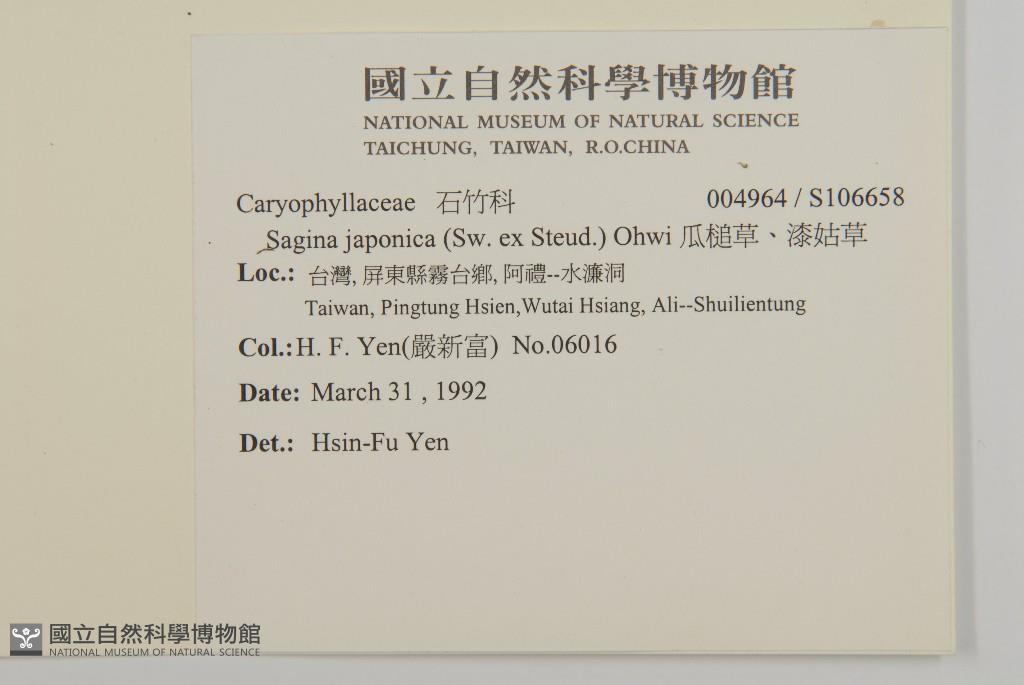 國立自然科學博物館
NATIONAL MUSEUM OF NATURAL SCIENCE
TAICHUNG, TAIWAN, R.O.CHINA
Caryophyllaceae 石竹科 004964 / S106658
Sagina japonica (Sw. ex Steud.) Ohwi 瓜槌草、漆姑草
Loc.: 台灣, 屏東縣霧台鄉, 阿禮--水濂洞
Taiwan, Pingtung Hsien,Wutai Hsiang, Ali--Shuilientung
Col.:H. F. Yen(嚴新富) No.06016
Date: March 31 , 1992
Det.: Hsin-Fu Yen
國立自然科學博物館
NATIONAL MUSEUM OF NATURAL SCIENCE